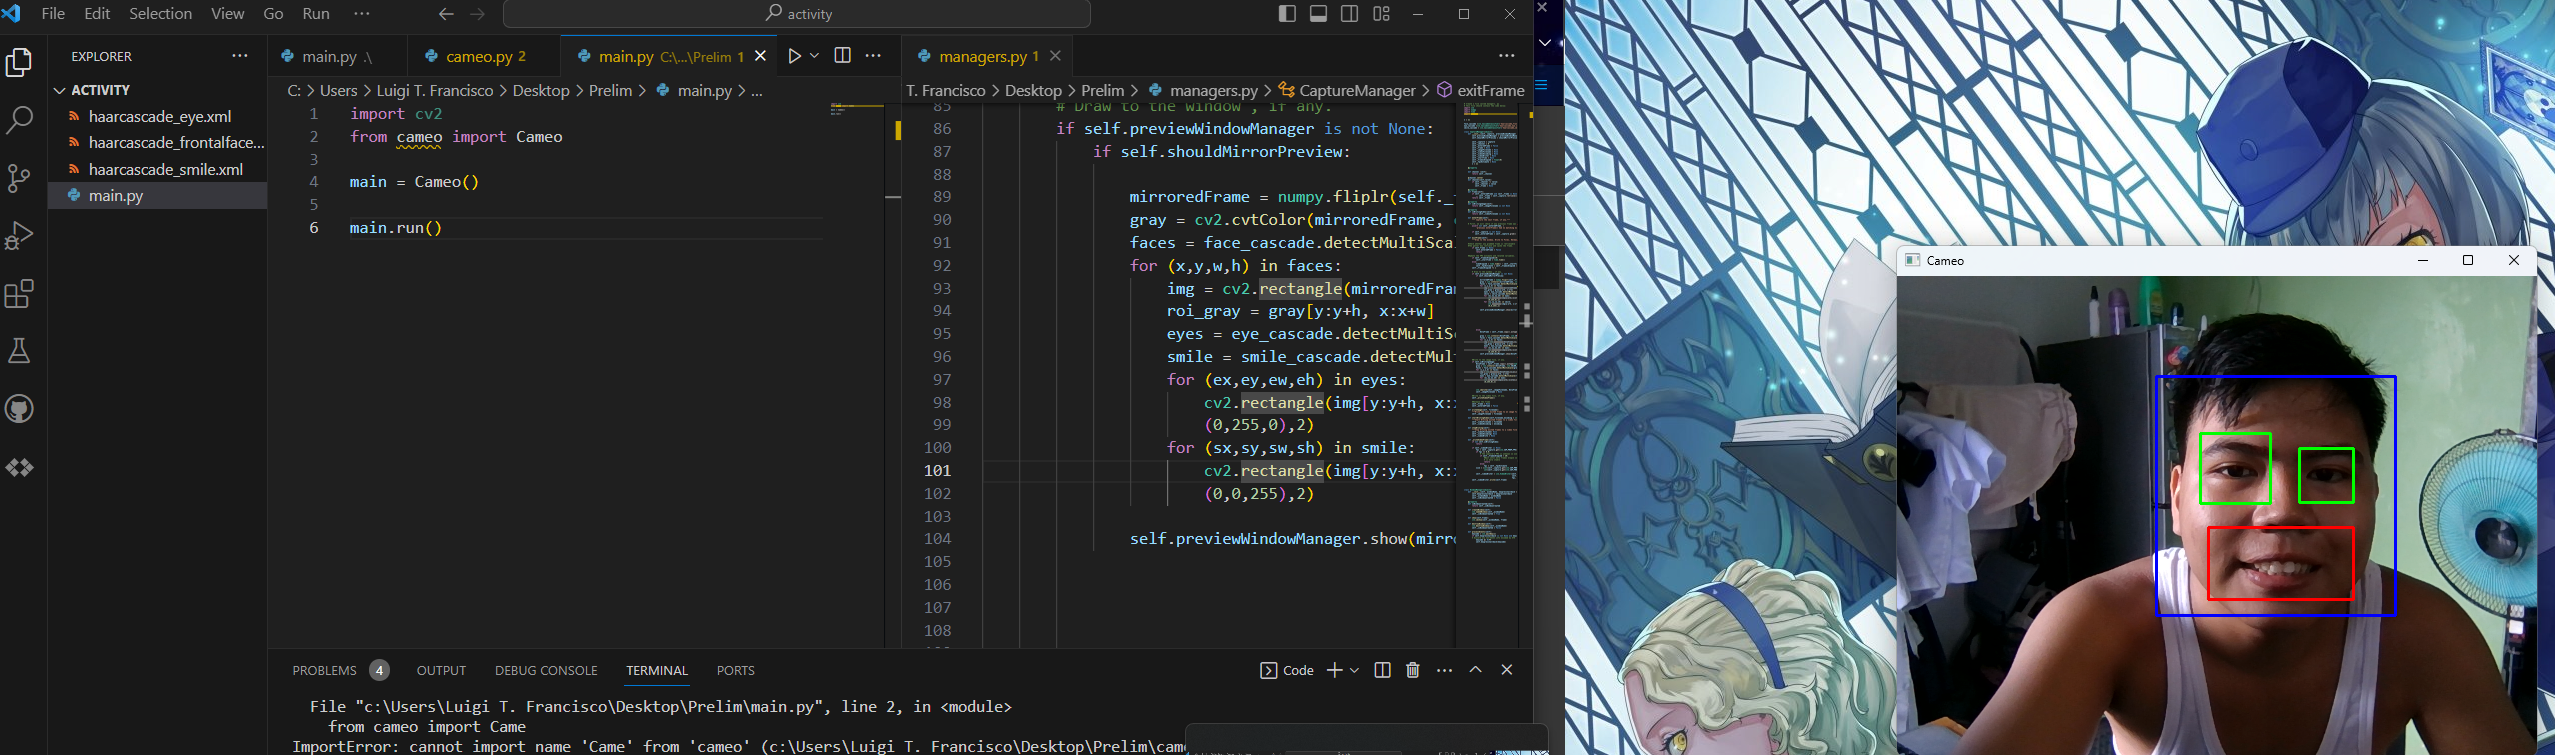 File Edit Selection View Go Run ···
activity
EXPLORER ···
ACTIVITY
haarcascade_eye.xml
haarcascade_frontalface...
haarcascade_smile.xml
main.py
main.py .\
cameo.py 2
main.py C:\...\Prelim 1
C: > Users > Luigi T. Francisco > Desktop > Prelim > main.py > ...
1 import cv2
2 from cameo import Cameo
3
4 main = Cameo()
5
6 main.run()
managers.py 1
T. Francisco > Desktop > Prelim > managers.py > CaptureManager > exitFrame
85 # Draw to the window , if any.
86 if self.previewWindowManager is not None:
87 if self.shouldMirrorPreview:
88
89 mirroredFrame = numpy.fliplr(self._
90 gray = cv2.cvtColor(mirroredFrame,
91 faces = face_cascade.detectMultiSca
92 for (x,y,w,h) in faces:
93 img = cv2.rectangle(mirroredFra
94 roi_gray = gray[y:y+h, x:x+w]
95 eyes = eye_cascade.detectMultiS
96 smile = smile_cascade.detectMul
97 for (ex,ey,ew,eh) in eyes:
98 cv2.rectangle(img[y:y+h, x:
99 (0,255,0),2)
100 for (sx,sy,sw,sh) in smile:
101 cv2.rectangle(img[y:y+h, x:
102 (0,0,255),2)
103
104 self.previewWindowManager.show(mirr
105
106
107
108
PROBLEMS 4 OUTPUT DEBUG CONSOLE TERMINAL PORTS
Code
File "c:\Users\Luigi T. Francisco\Desktop\Prelim\main.py", line 2, in <module>
from cameo import Came
ImportError: cannot import name 'Came' from 'cameo' (c:\Users\Luigi T. Francisco\Desktop\Prelim\came
Cameo